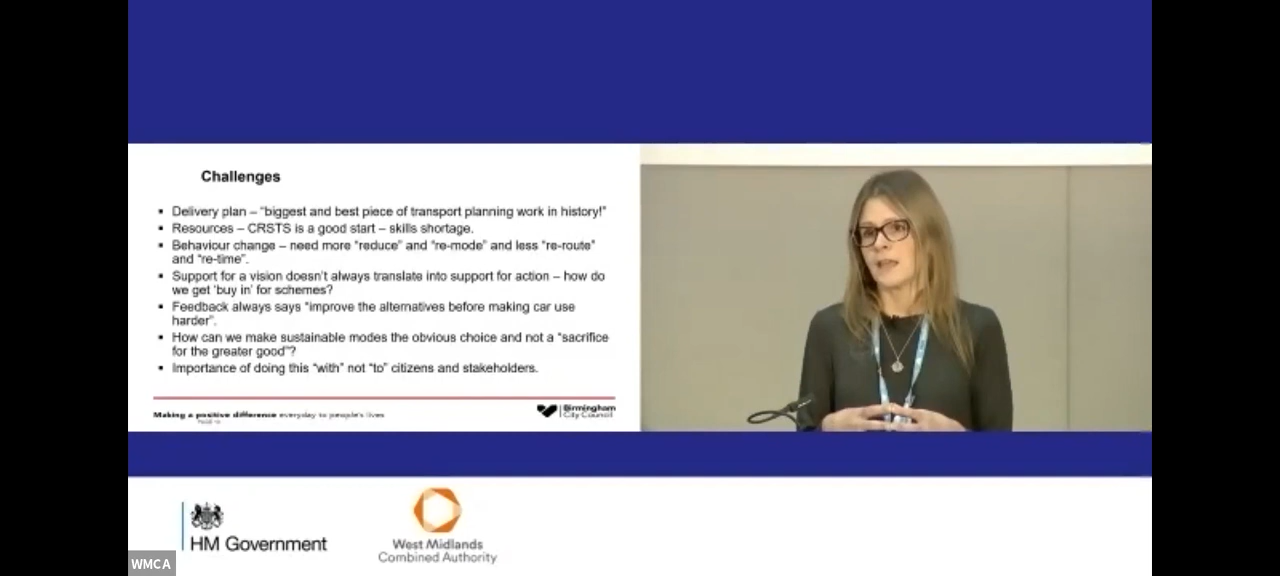 Challenges
▪ Delivery plan – “biggest and best piece of transport planning work in history!”
▪ Resources – CRSTS is a good start – skills shortage.
▪ Behaviour change – need more “reduce” and “re-mode” and less “re-route”
and “re-time”.
▪ Support for a vision doesn’t always translate into support for action – how do
we get ‘buy in’ for schemes?
▪ Feedback always says “improve the alternatives before making car use
harder”.
▪ How can we make sustainable modes the obvious choice and not a “sacrifice
for the greater good”?
▪ Importance of doing this “with” not “to” citizens and stakeholders.
Making a positive difference everyday to people's lives
Birmingham
City Council
HM Government
West Midlands
Combined Authority
WMCA